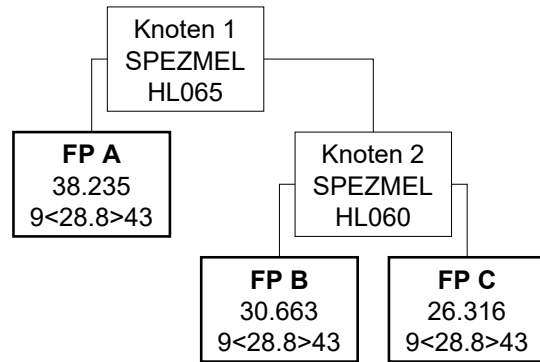 Knoten 1
SPEZMEL
HL065
FP A
38.235
9<28.8>43
Knoten 2
SPEZMEL
HL060
FP B
30.663
9<28.8>43
FP C
26.316
9<28.8>43